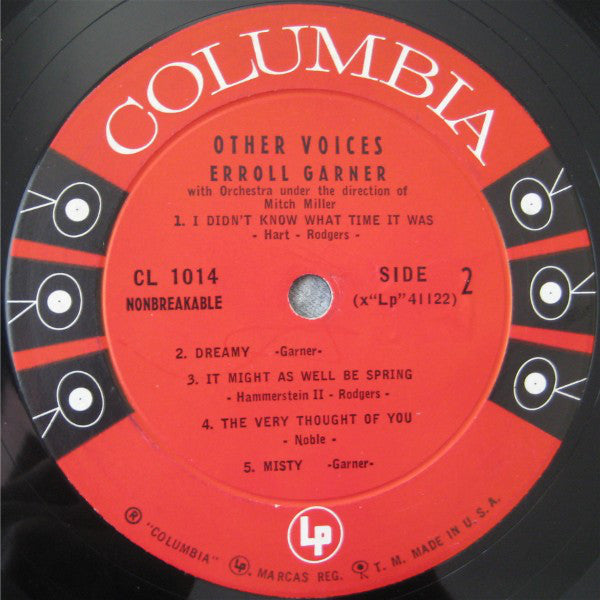 COLUMBIA
OTHER VOICES
ERROLL GARNER
with Orchestra under the direction of
Mitch Miller
1. I DIDN'T KNOW WHAT TIME IT WAS
- Hart - Rodgers -
CL 1014
NONBREAKABLE
SIDE 2
(x"Lp"41122)
2. DREAMY -Garner-
3. IT MIGHT AS WELL BE SPRING
- Hammerstein II - Rodgers -
4. THE VERY THOUGHT OF YOU
- Noble -
5. MISTY -Garner-
Lp
® "COLUMBIA" Lp. MARCAS REG. T. M. MADE IN U. S. A.